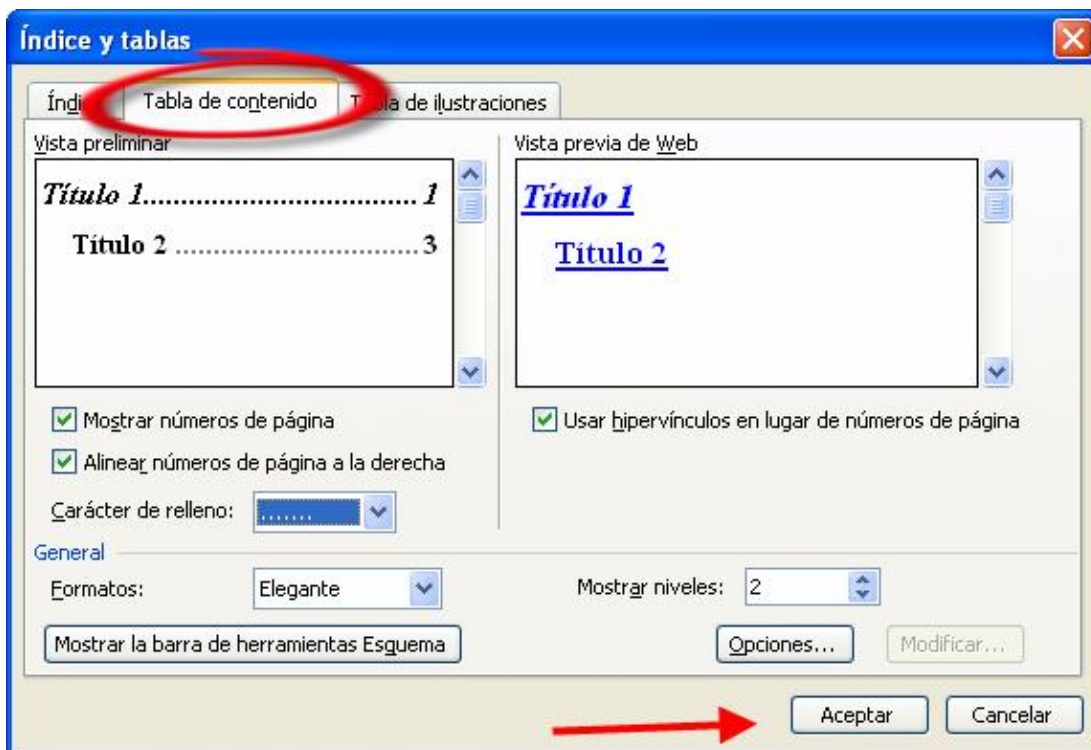 Índice y tablas
Tabla de contenido
Tabla de ilustraciones
Vista preliminar
Vista previa de Web
Título 1.................................. 1
Título 2 .............................. 3
Título 1
Título 2
Mostrar números de página
Usar hipervínculos en lugar de números de página
Alinear números de página a la derecha
Carácter de relleno: .......
General
Formatos: Elegante
Mostrar niveles: 2
Mostrar la barra de herramientas Esquema
Opciones...
Modificar...
Aceptar
Cancelar